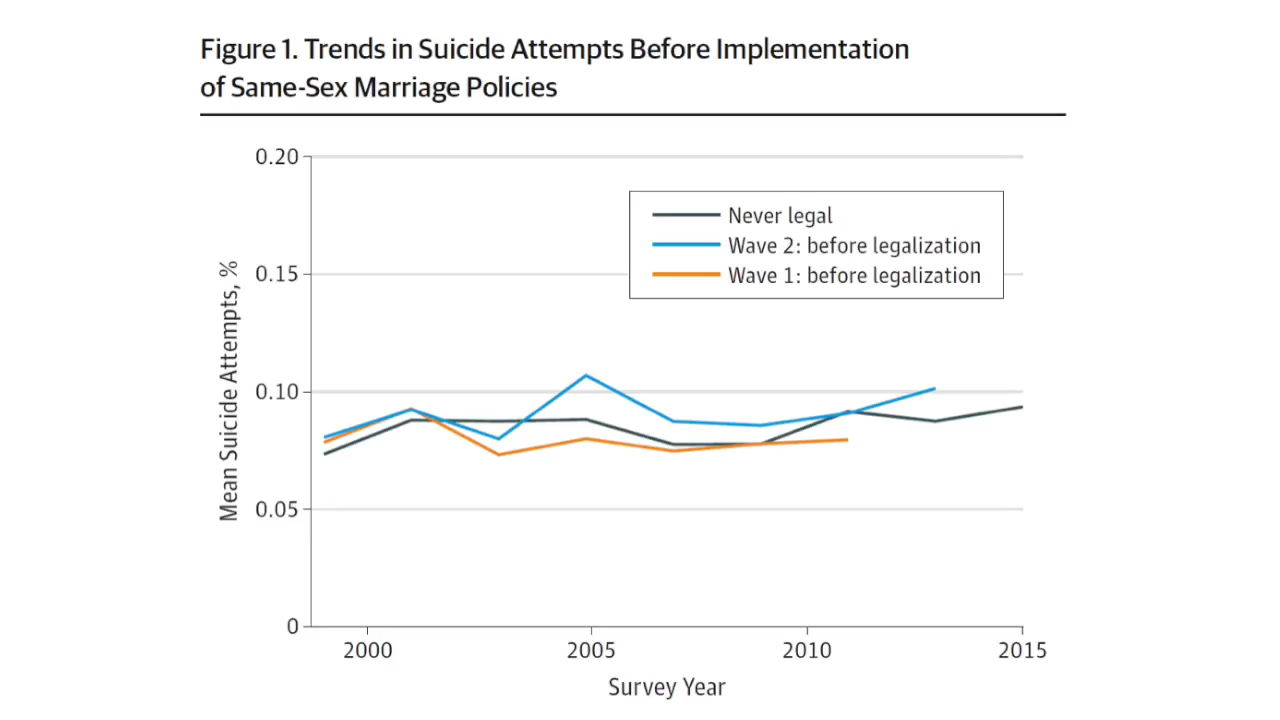 Figure 1. Trends in Suicide Attempts Before Implementation
of Same-Sex Marriage Policies
0.20
0.15
0.10
0.05
0
Mean Suicide Attempts, %
Never legal
Wave 2: before legalization
Wave 1: before legalization
2000
2005
2010
2015
Survey Year